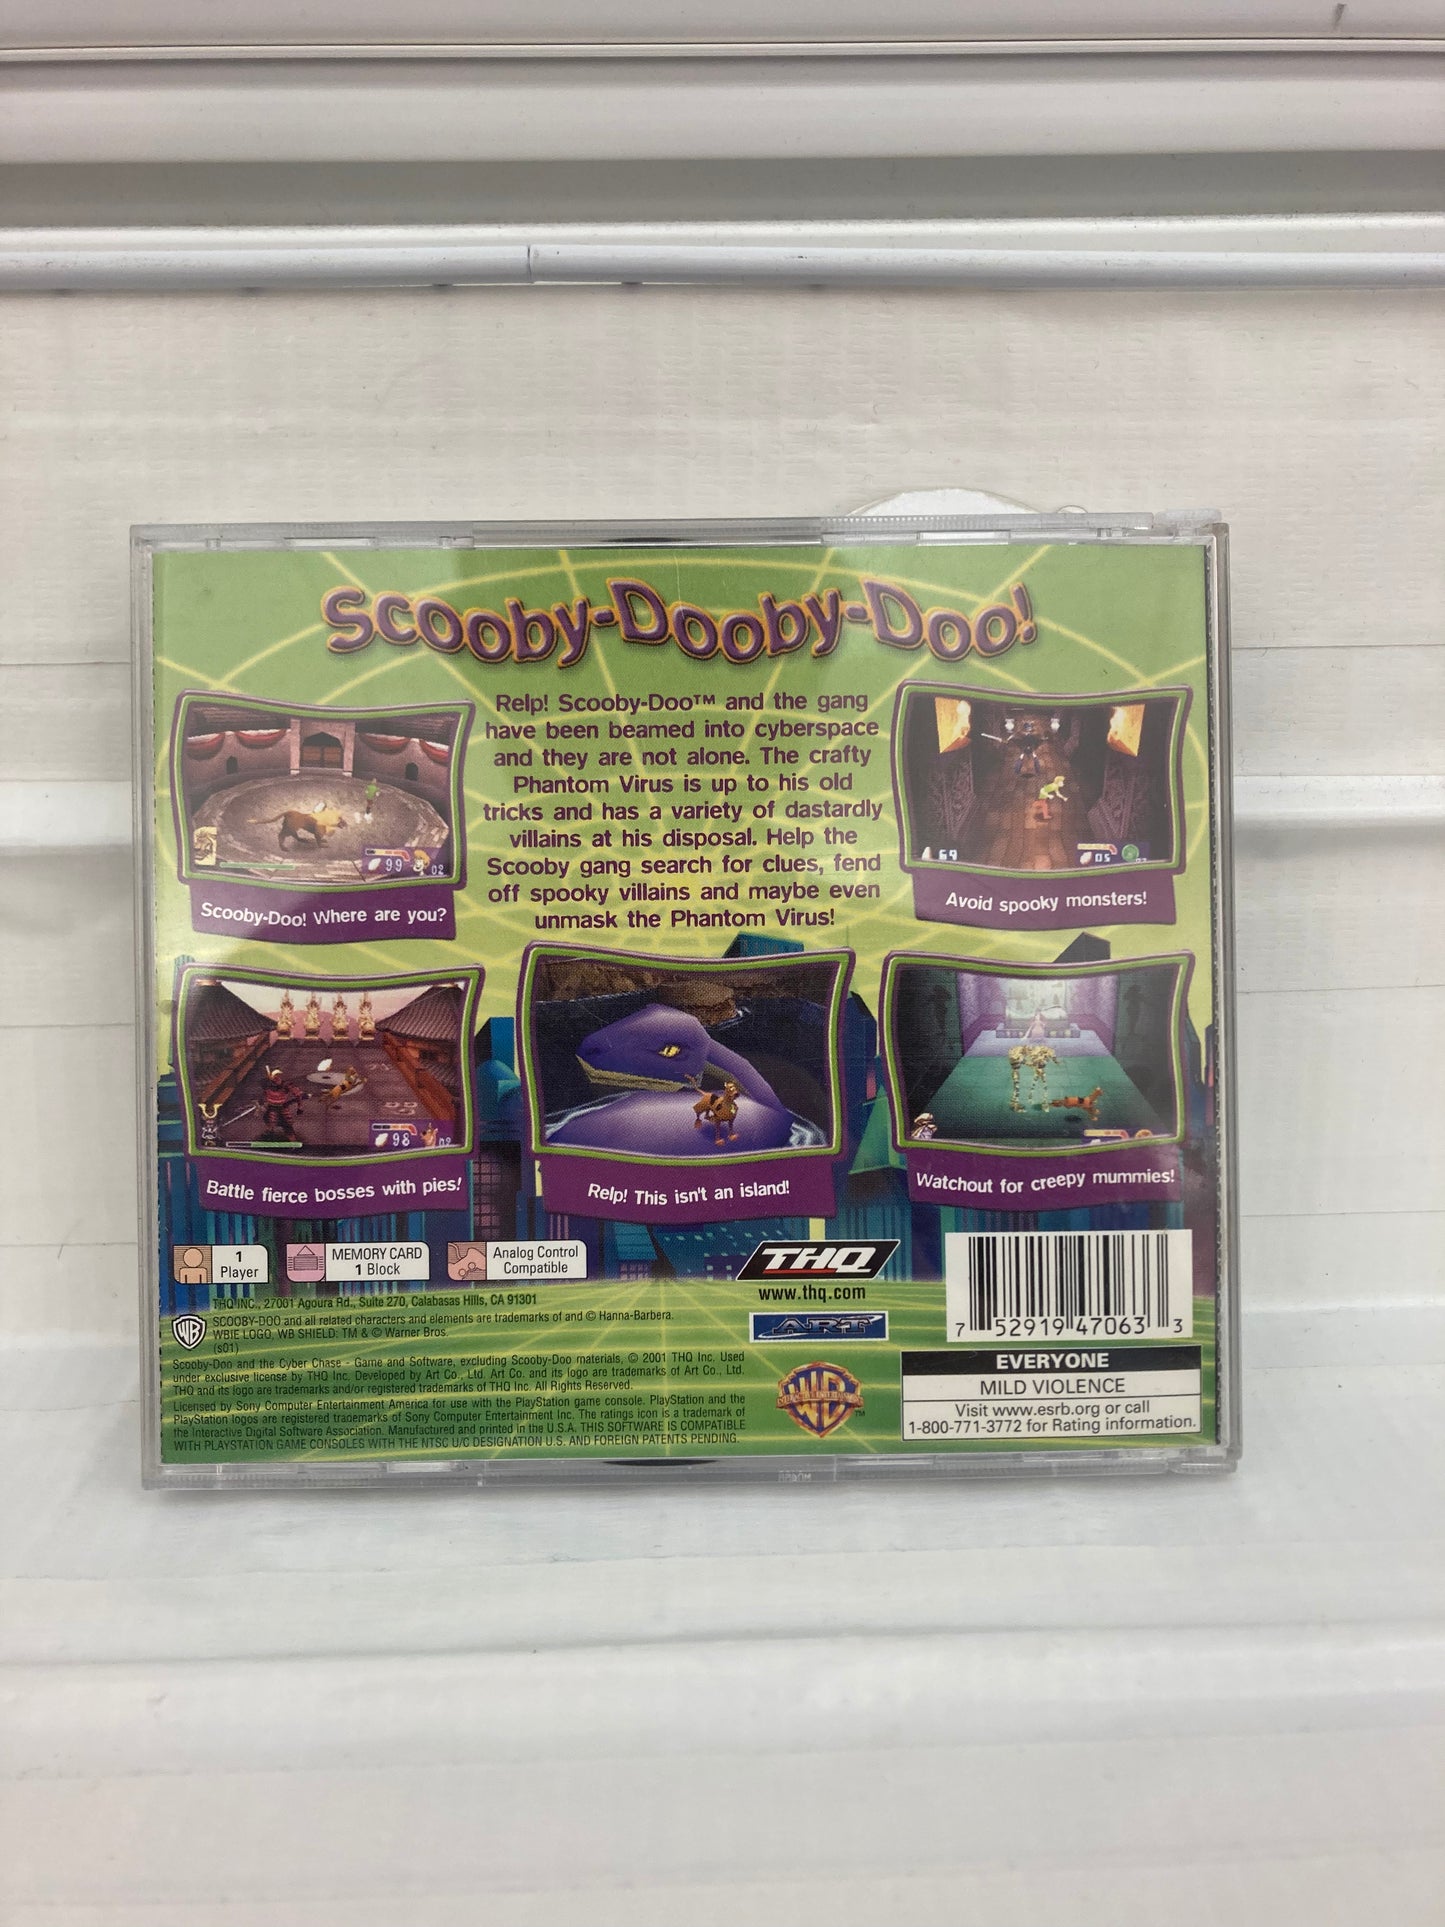 Scooby-Dooby-Doo!
Relp! Scooby-Doo™ and the gang
have been beamed into cyberspace
and they are not alone. The crafty
Phantom Virus is up to his old
tricks and has a variety of dastardly
villains at his disposal. Help the
Scooby gang search for clues, fend
off spooky villains and maybe even
unmask the Phantom Virus!
99
02
Scooby-Doo! Where are you?
69
05
Avoid spooky monsters!
98
02
Battle fierce bosses with pies!
Relp! This isn't an island!
Watchout for creepy mummies!
1
Player
MEMORY CARD
1 Block
Analog Control
Compatible
THQ
www.thq.com
ART
THQ INC., 27001 Agoura Rd., Suite 270, Calabasas Hills, CA 91301
SCOOBY-DOO and all related characters and elements are trademarks of and © Hanna-Barbera.
WBIE LOGO, WB SHIELD: TM & © Warner Bros.
(s01)
WB
Scooby-Doo and the Cyber Chase - Game and Software, excluding Scooby-Doo materials, © 2001 THQ Inc. Used
under exclusive license by THQ Inc. Developed by Art Co., Ltd. Art Co. and its logo are trademarks of Art Co., Ltd.
THQ and its logo are trademarks and/or registered trademarks of THQ Inc. All Rights Reserved.
Licensed by Sony Computer Entertainment America for use with the PlayStation game console. PlayStation and the
PlayStation logos are registered trademarks of Sony Computer Entertainment Inc. The ratings icon is a trademark of
the Interactive Digital Software Association. Manufactured and printed in the U.S.A. THIS SOFTWARE IS COMPATIBLE
WITH PLAYSTATION GAME CONSOLES WITH THE NTSC U/C DESIGNATION U.S. AND FOREIGN PATENTS PENDING.
WB
TM
7 52919 47063 3
EVERYONE
MILD VIOLENCE
Visit www.esrb.org or call
1-800-771-3772 for Rating information.